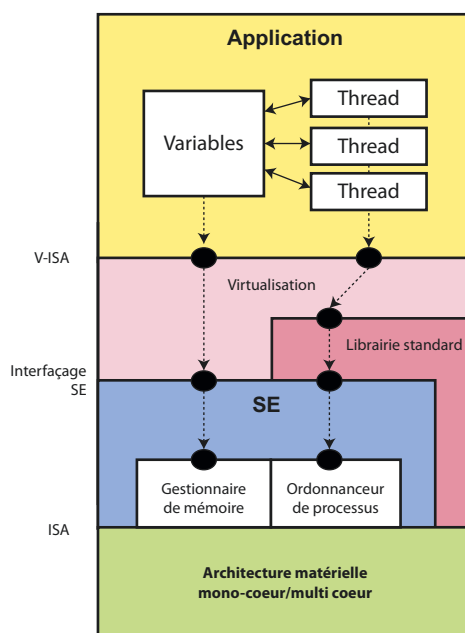 Application
Variables
Thread
Thread
Thread
V-ISA
Virtualisation
Librairie standard
Interfaçage
SE
SE
Gestionnaire
de mémoire
Ordonnanceur
de processus
ISA
Architecture matérielle
mono-coeur/multi coeur